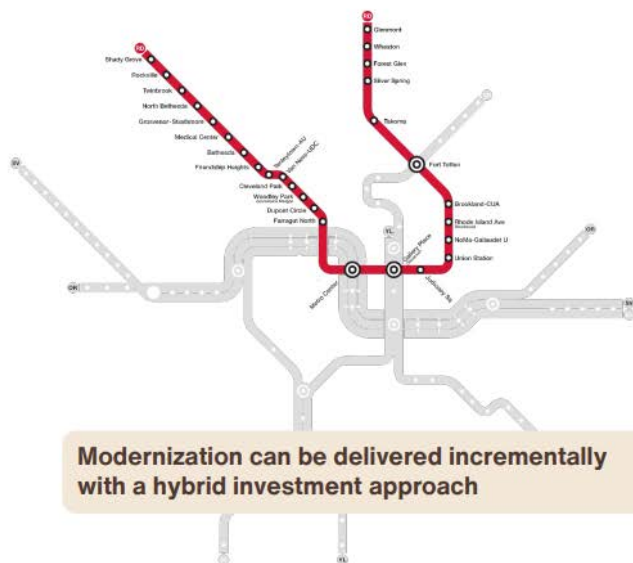 RD
Glenmont
Wheaton
Forest Glen
Silver Spring
Takoma
Fort Totten
Brookland-CUA
Rhode Island Ave
NoMa-Gallaudet U
Union Station
Judiciary Sq
Gallery Place
Metro Center
RD
Shady Grove
Rockville
Twinbrook
North Bethesda
Grosvenor-Strathmore
Medical Center
Bethesda
Friendship Heights
Tenleytown-AU
Van Ness-UDC
Cleveland Park
Woodley Park
Dupont Circle
Farragut North
SV
OR
YL
OR
YL
Modernization can be delivered incrementally
with a hybrid investment approach